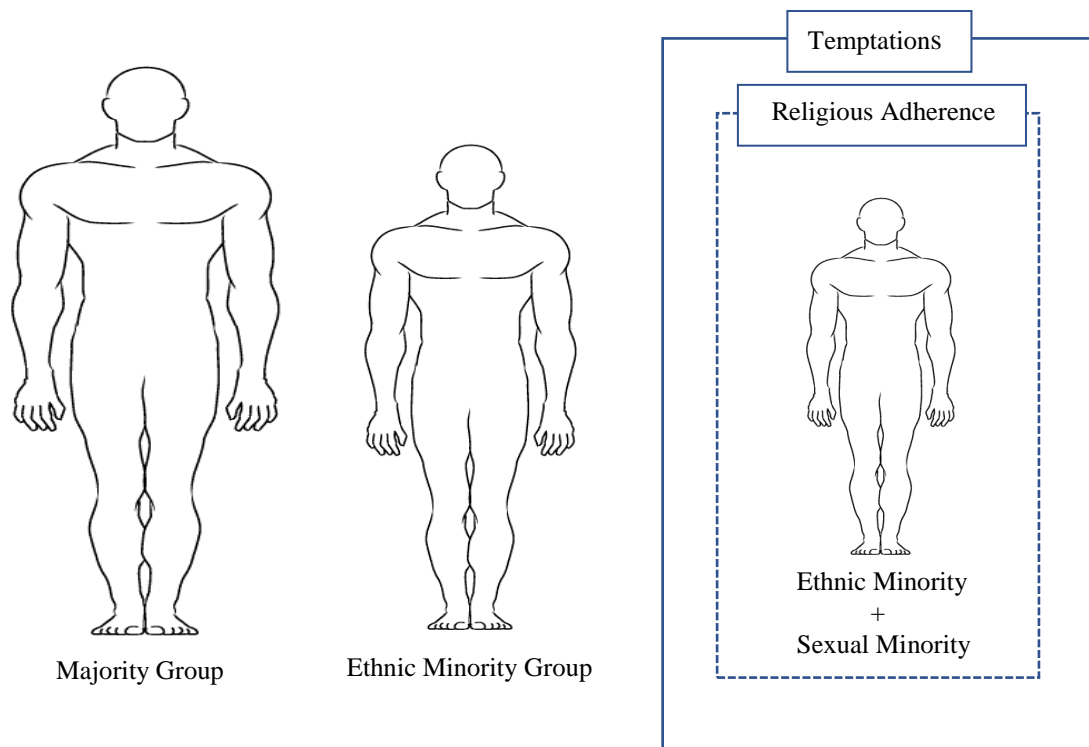 Temptations
Religious Adherence
Ethnic Minority
+
Sexual Minority
Majority Group
Ethnic Minority Group